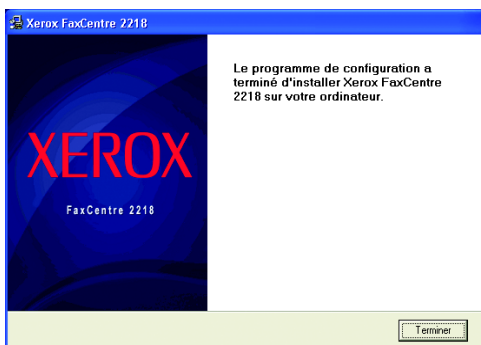 Xerox FaxCentre 2218
Le programme de configuration a
terminé d'installer Xerox FaxCentre
2218 sur votre ordinateur.
XEROX
FaxCentre 2218
Terminer